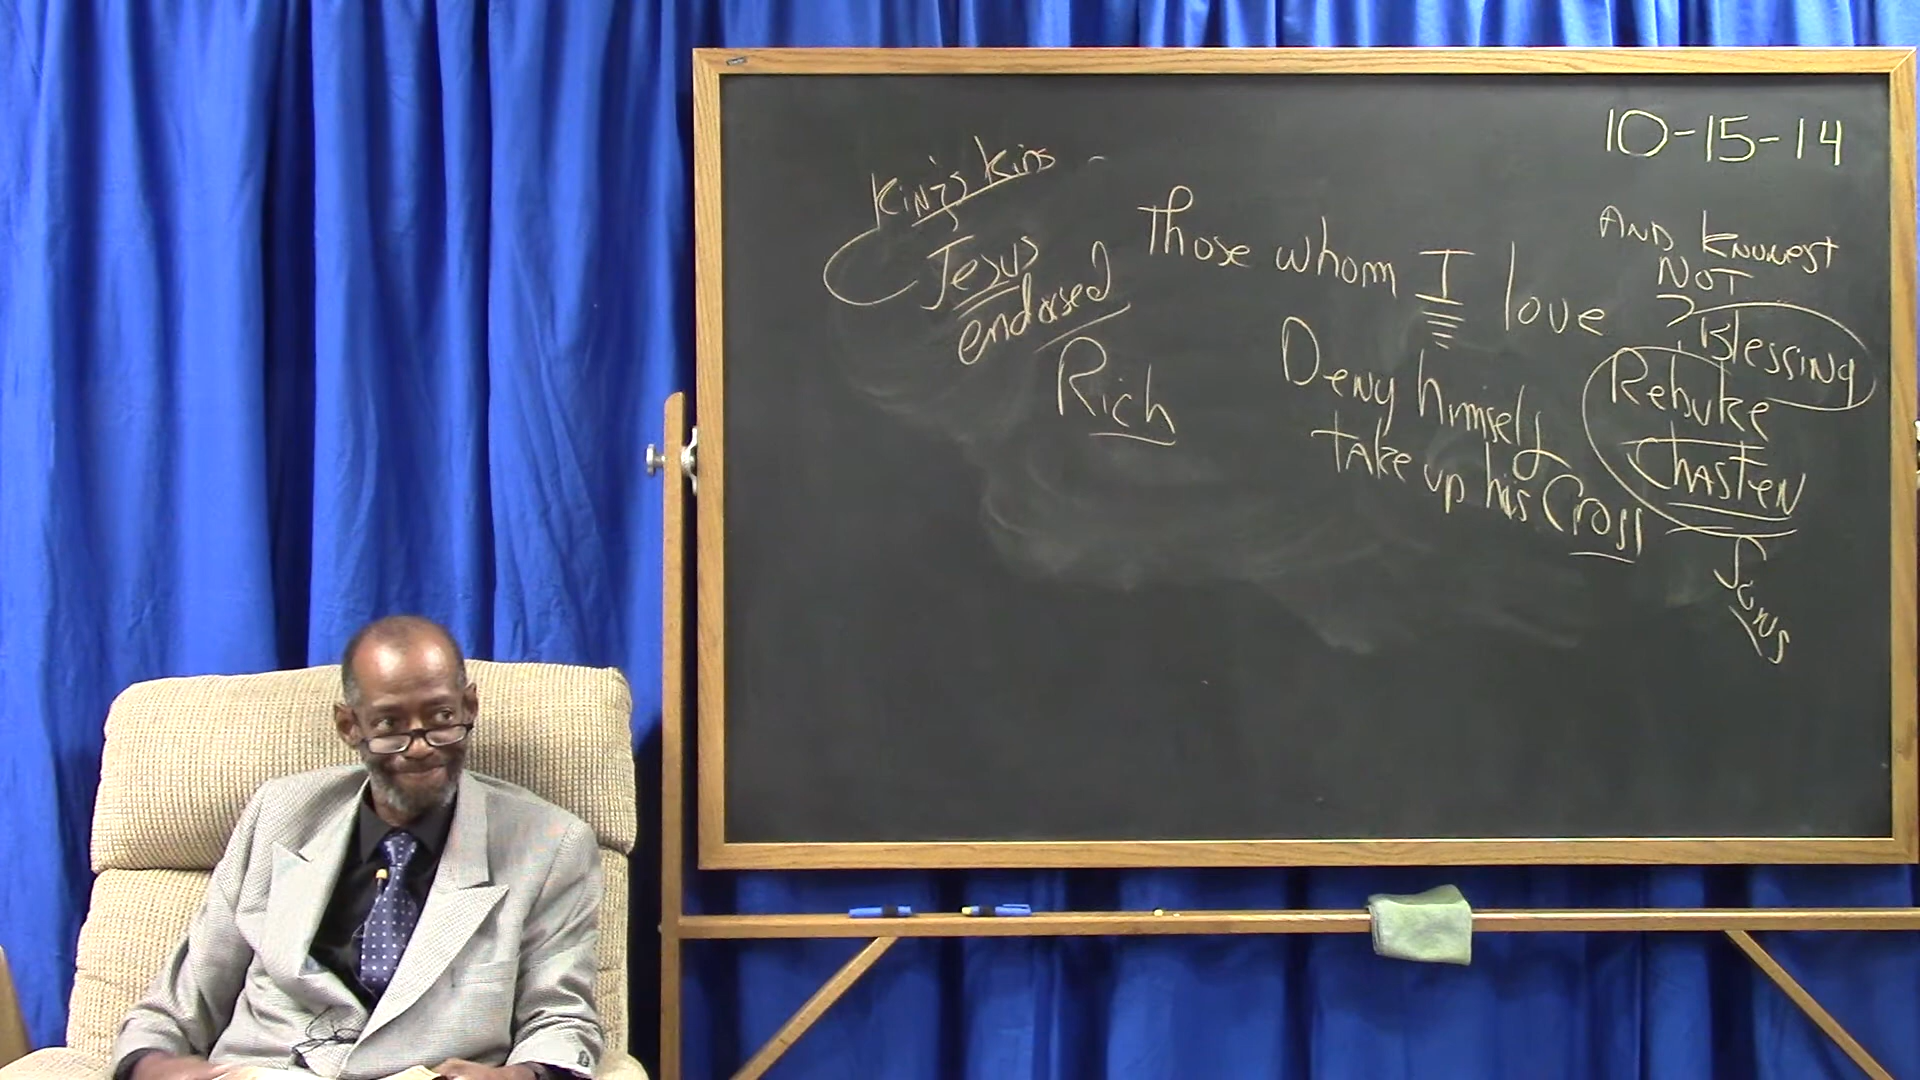 10-15-14
King's Kids
Jesus
endorsed
Rich
Those whom I love
Deny himself
take up his Cross
AND KNOWEST
NOT
Blessing
Rebuke
Chasten